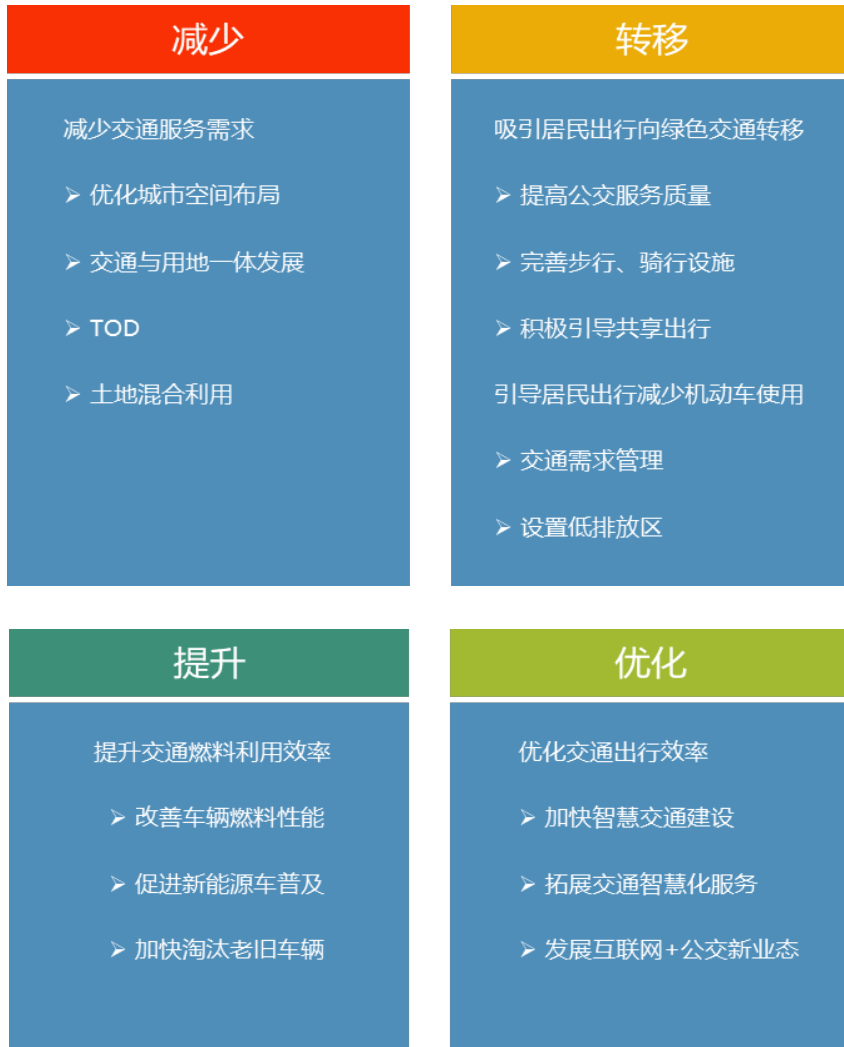 减少
减少交通服务需求
➢ 优化城市空间布局
➢ 交通与用地一体发展
➢ TOD
➢ 土地混合利用
转移
吸引居民出行向绿色交通转移
➢ 提高公交服务质量
➢ 完善步行、骑行设施
➢ 积极引导共享出行
引导居民出行减少机动车使用
➢ 交通需求管理
➢ 设置低排放区
提升
提升交通燃料利用效率
➢ 改善车辆燃料性能
➢ 促进新能源车普及
➢ 加快淘汰老旧车辆
优化
优化交通出行效率
➢ 加快智慧交通建设
➢ 拓展交通智慧化服务
➢ 发展互联网+公交新业态